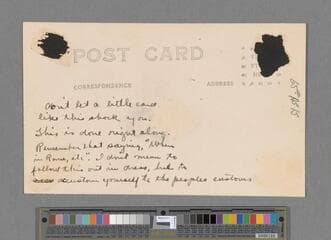 POST CARD
CORRESPONDENCE
ADDRESS
Don't let a little card
like this shock you.
This is done right along.
Remember that saying, "When
in Rome, etc". I don't mean to
follow this out in dress, but to
custom yourself to the peoples customs